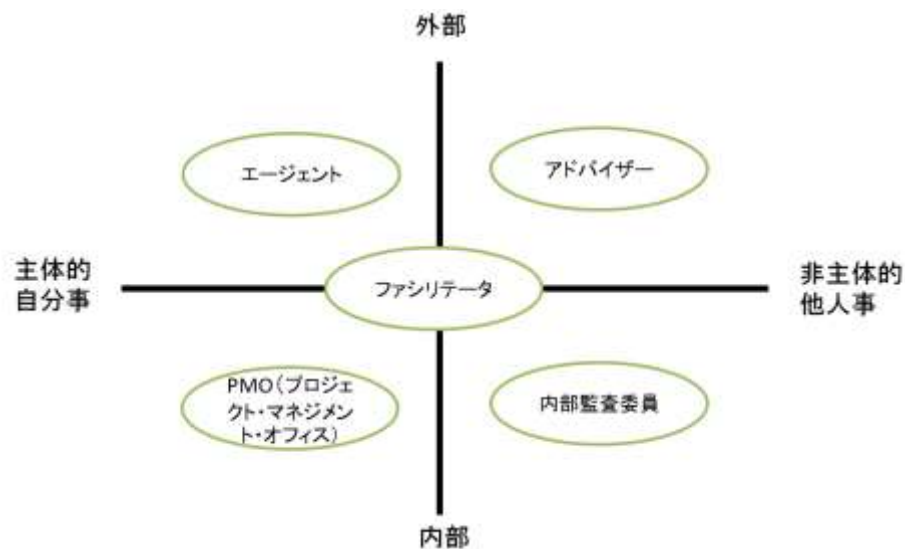 外部
エージェント
アドバイザー
主体的
自分事
ファシリテータ
非主体的
他人事
PMO(プロジェ
クト・マネジメン
ト・オフィス)
内部監査委員
内部